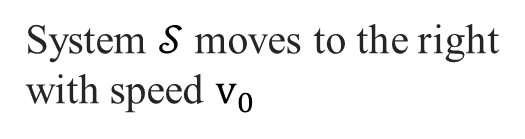 System 𝒮 moves to the right
with speed v₀